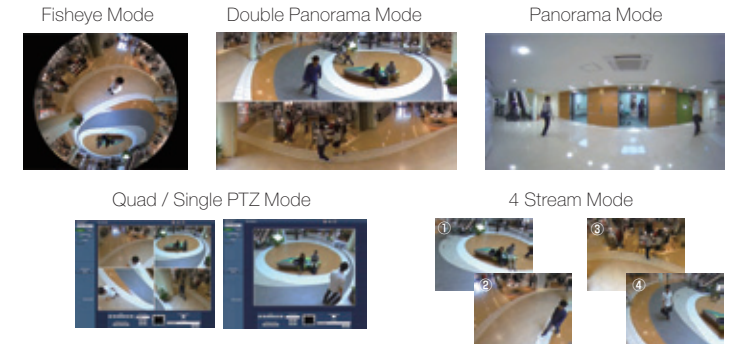 Fisheye Mode
Double Panorama Mode
Panorama Mode
Quad / Single PTZ Mode
4 Stream Mode
①
②
③
④